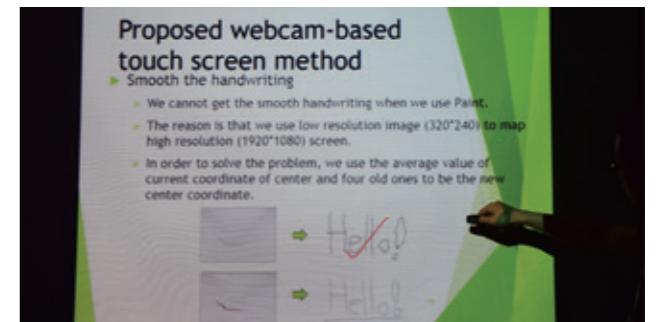 Proposed webcam-based
touch screen method
Smooth the handwriting
We cannot get the smooth handwriting when we use Paint.
The reason is that we use low resolution image (320*240) to map
high resolution (1920*1080) screen.
In order to solve the problem, we use the average value of
current coordinate of center and four old ones to be the new
center coordinate.
Hello!
Hello!